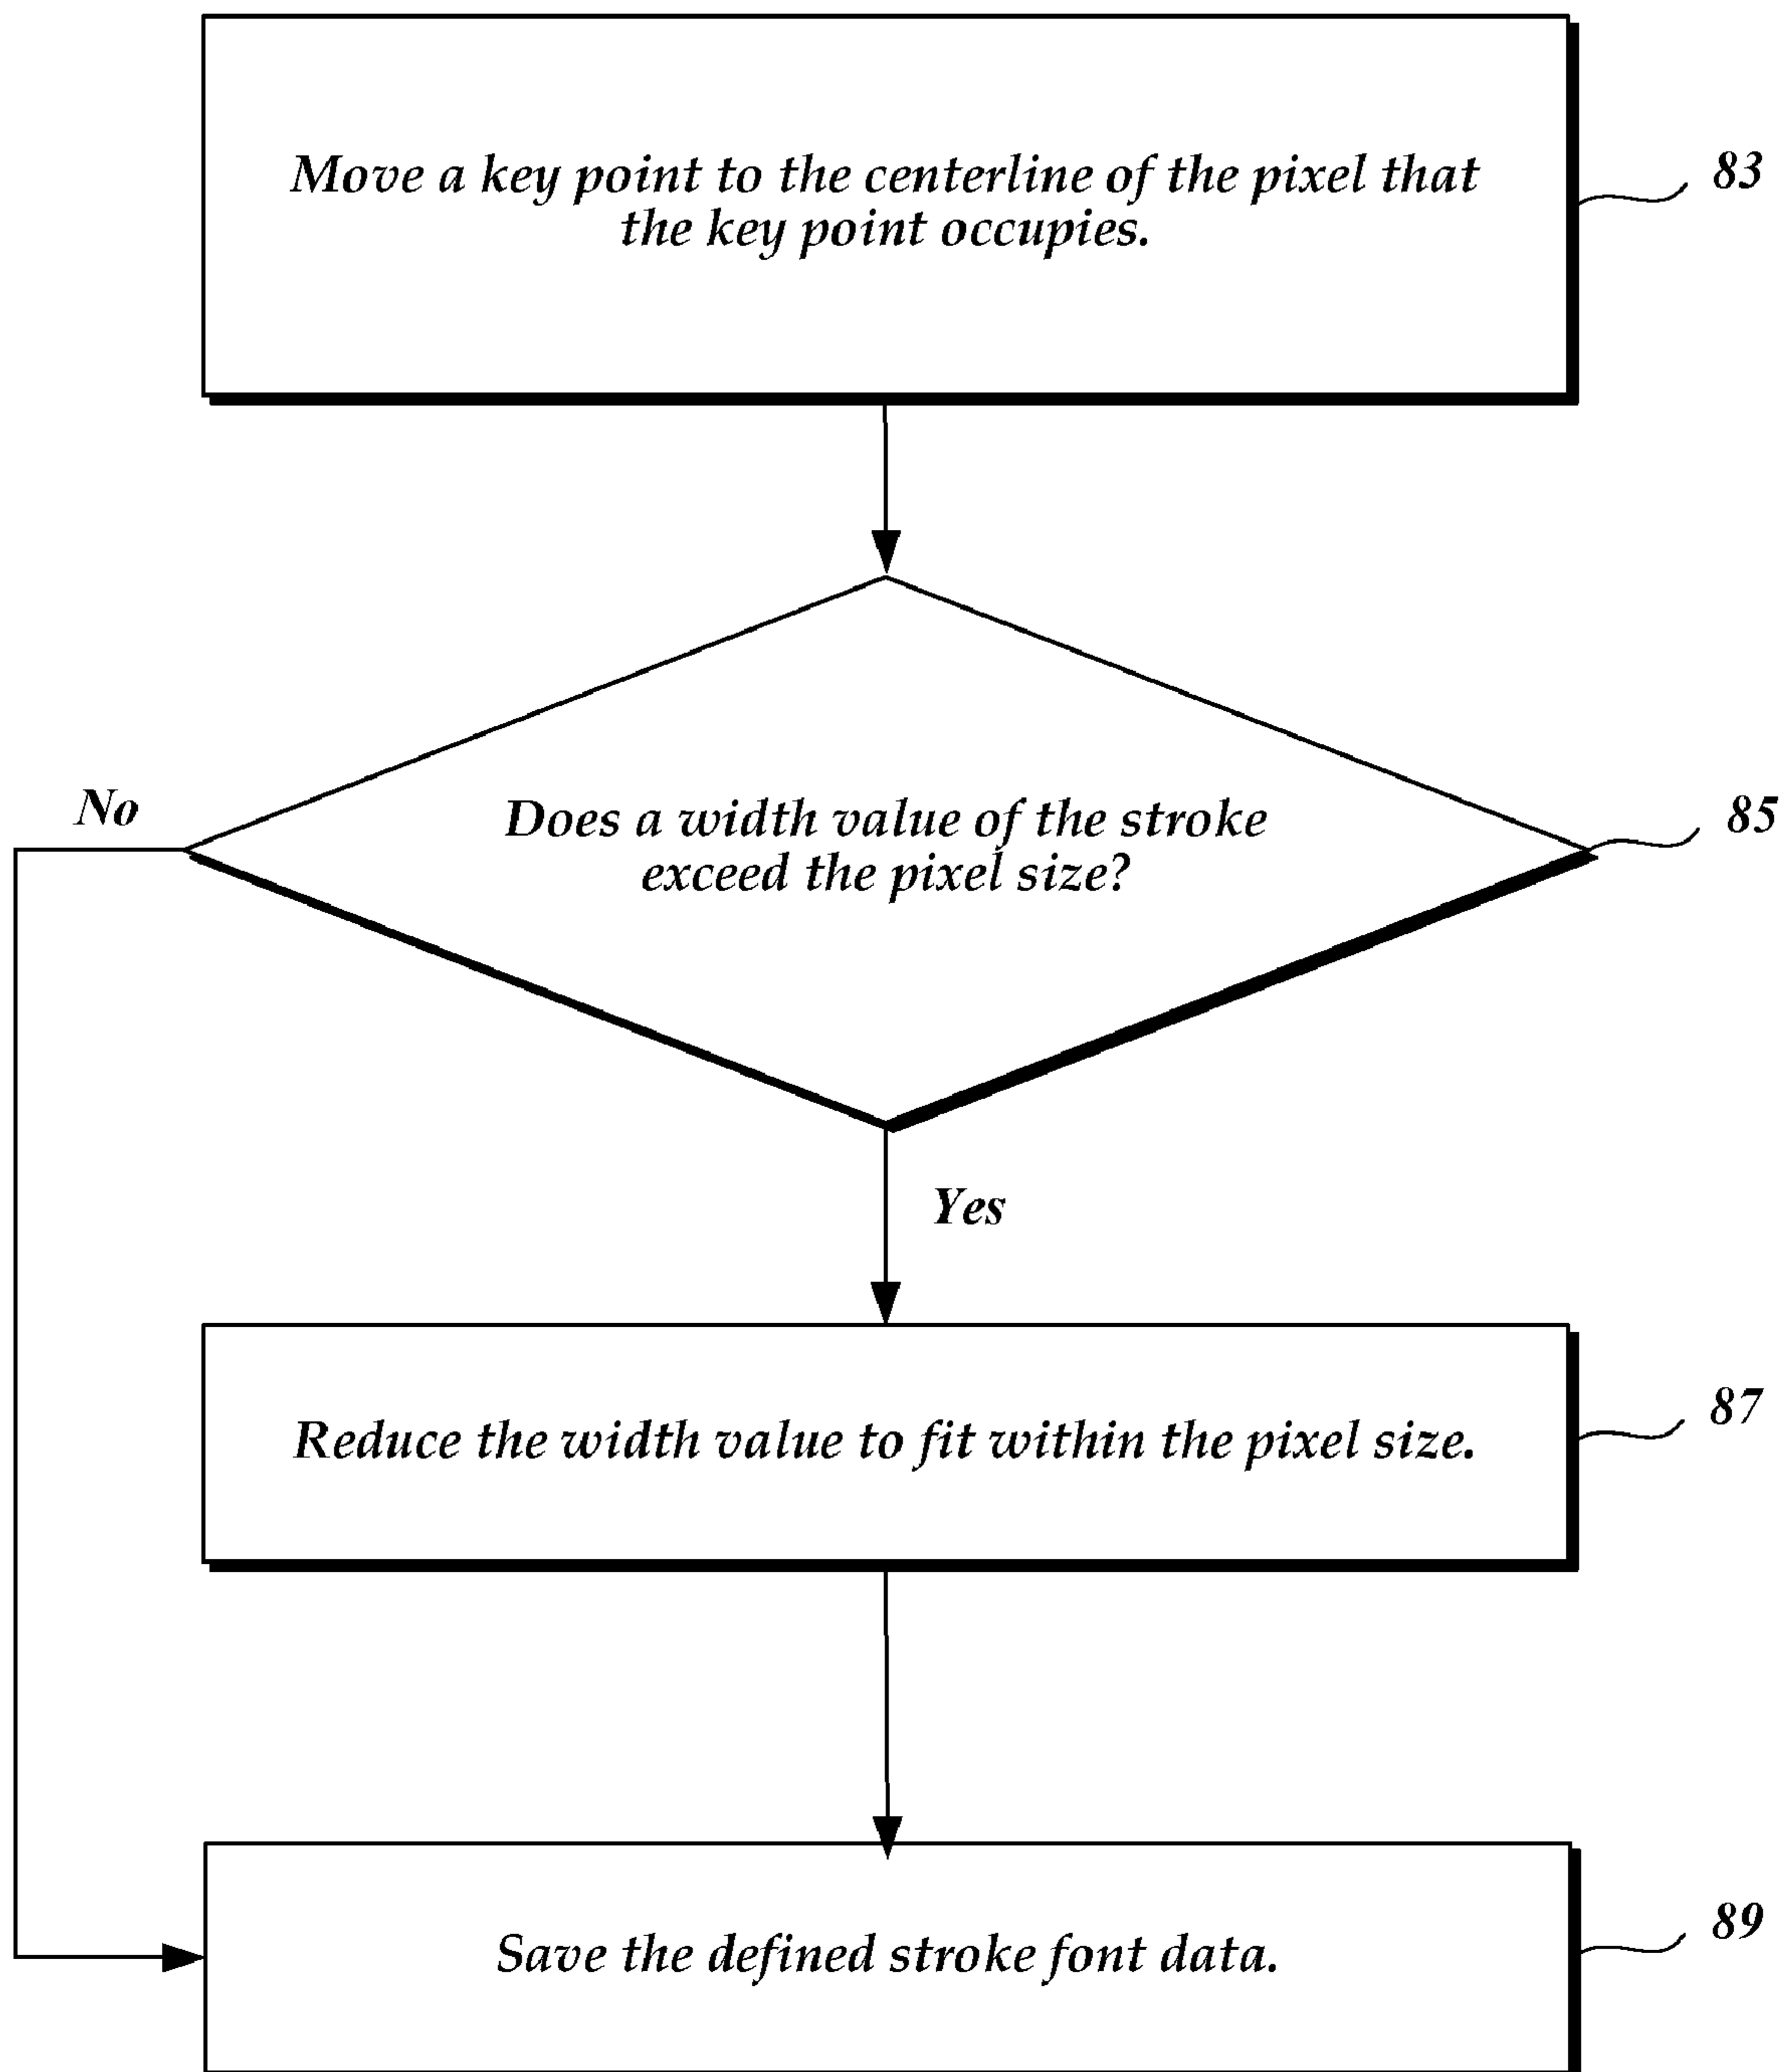 Move a key point to the centerline of the pixel that
the key point occupies.
83
No
Does a width value of the stroke
exceed the pixel size?
85
Yes
Reduce the width value to fit within the pixel size.
87
Save the defined stroke font data.
89